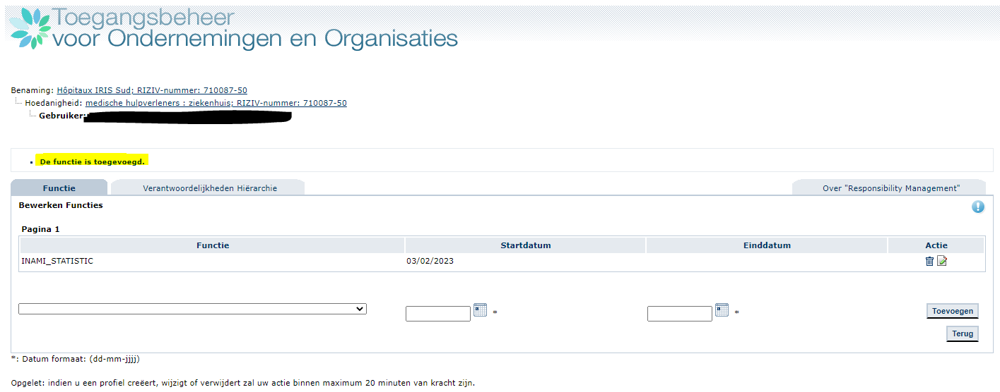 Toegangsbeheer
voor Ondernemingen en Organisaties
Benaming: Hôpitaux IRIS Sud; RIZIV-nummer: 710087-50
Hoedanigheid: medische hulpverleners : ziekenhuis; RIZIV-nummer: 710087-50
Gebruiker:
De functie is toegevoegd.
Functie Verantwoordelijkheden Hiërarchie Over "Responsibility Management"
Bewerken Functies
Pagina 1
Functie Startdatum Einddatum Actie
INAMI_STATISTIC 03/02/2023
* * Toevoegen
Terug
*: Datum formaat: (dd-mm-jjjj)
Opgelet: indien u een profiel creëert, wijzigt of verwijdert zal uw actie binnen maximum 20 minuten van kracht zijn.